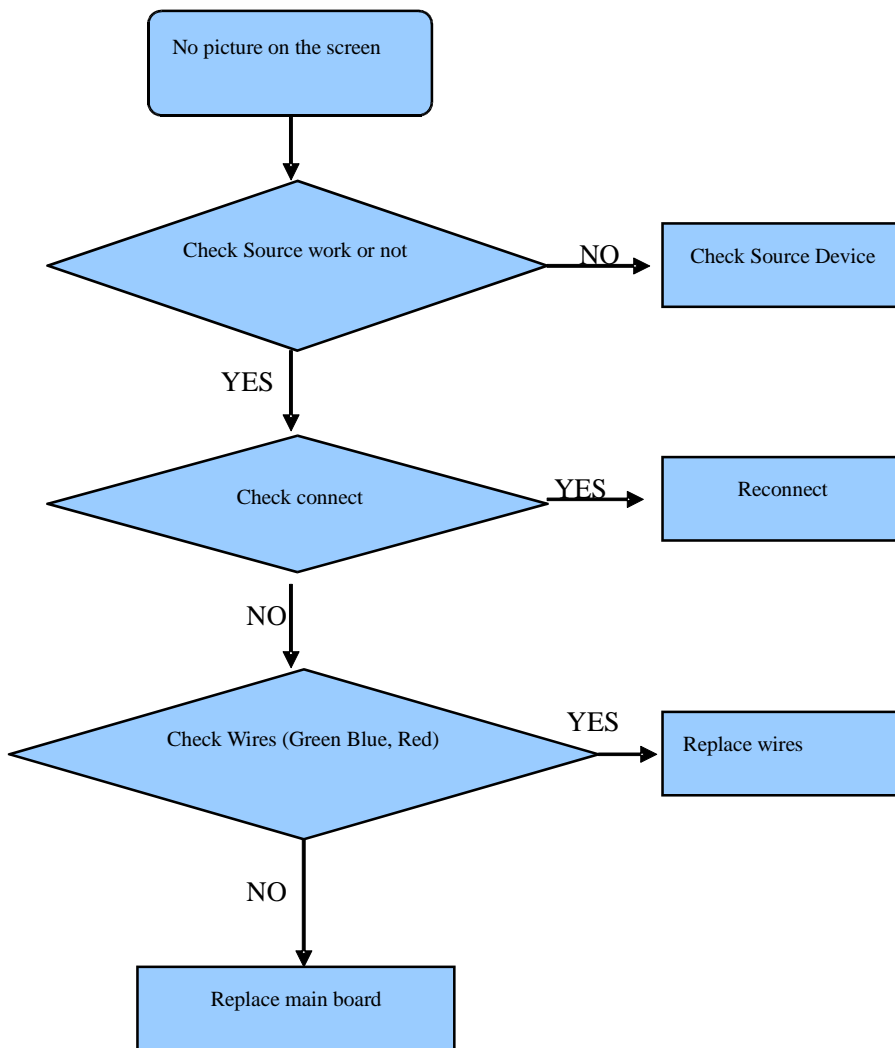 No picture on the screen
Check Source work or not
NO
Check Source Device
YES
Check connect
YES
Reconnect
NO
Check Wires (Green Blue, Red)
YES
Replace wires
NO
Replace main board